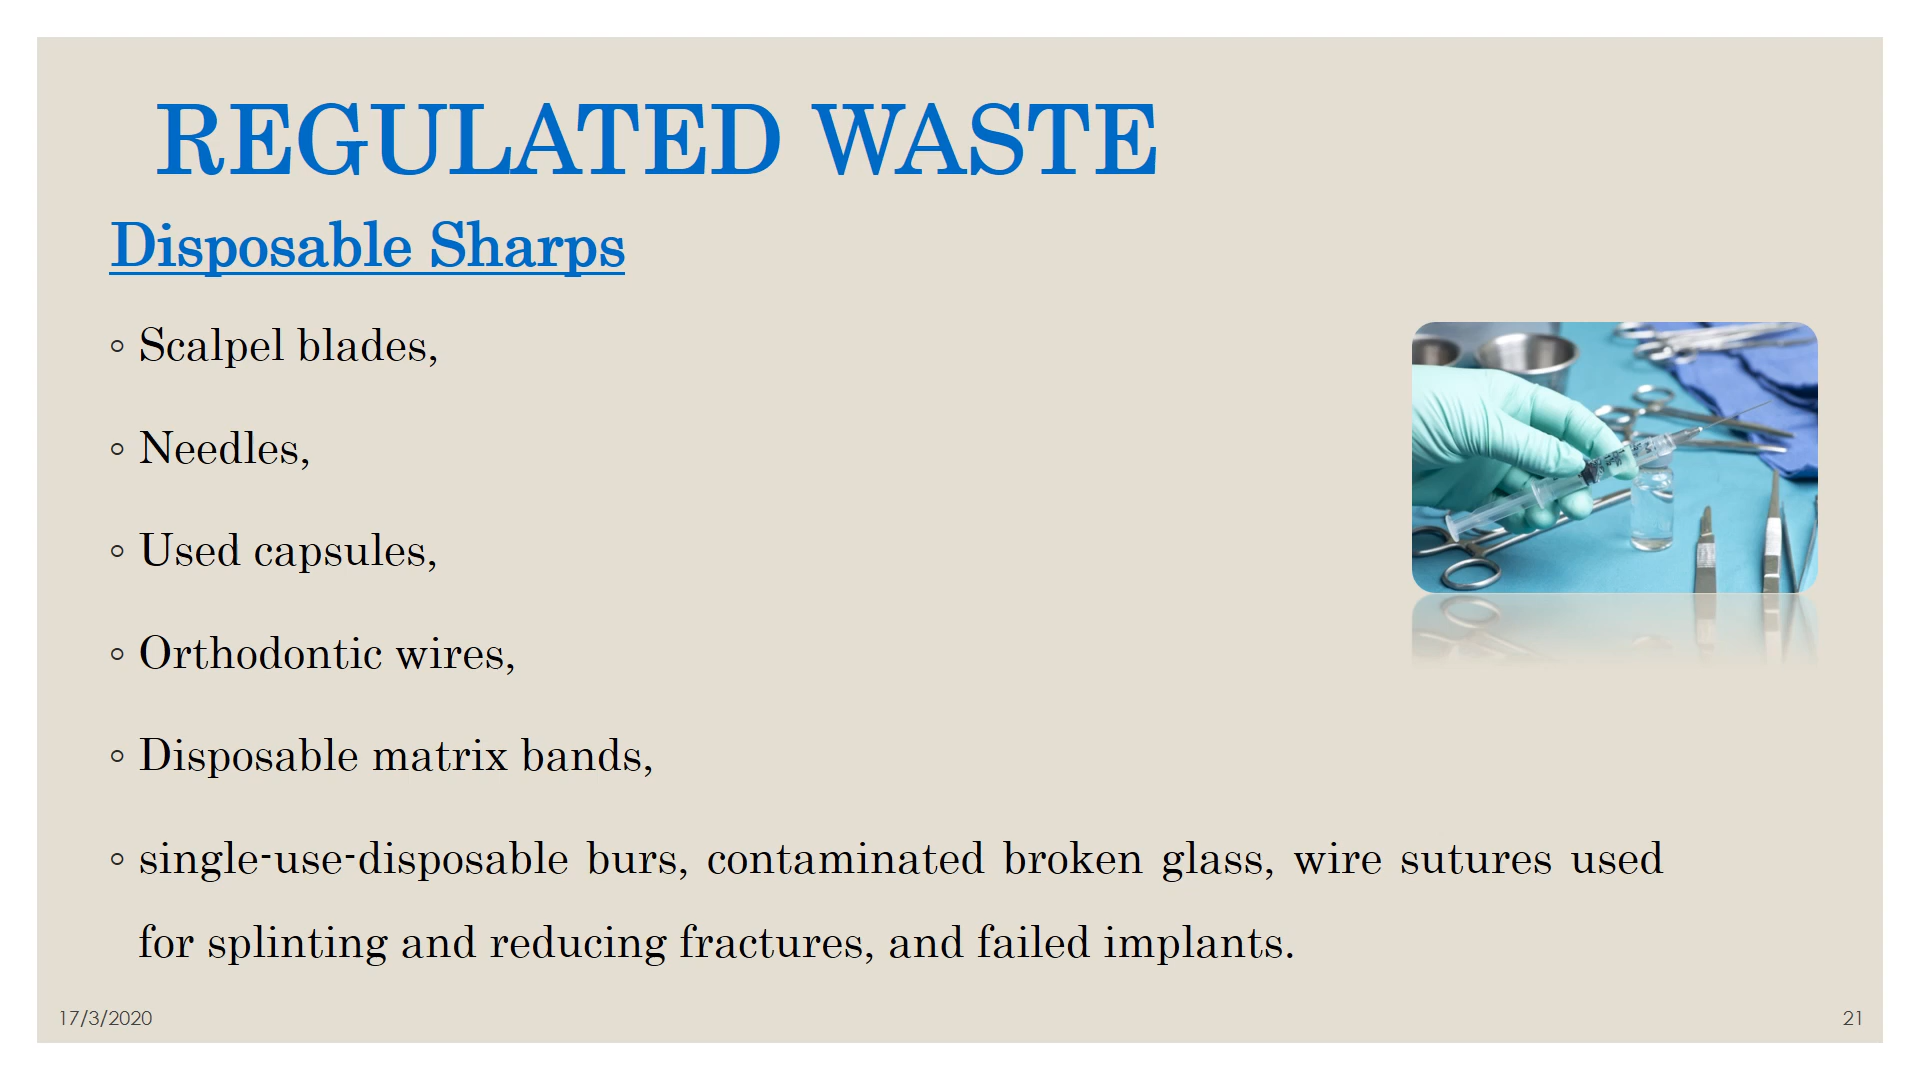 REGULATED WASTE
Disposable Sharps
◦ Scalpel blades,
◦ Needles,
◦ Used capsules,
◦ Orthodontic wires,
◦ Disposable matrix bands,
◦ single-use-disposable burs, contaminated broken glass, wire sutures used
for splinting and reducing fractures, and failed implants.
17/3/2020
21